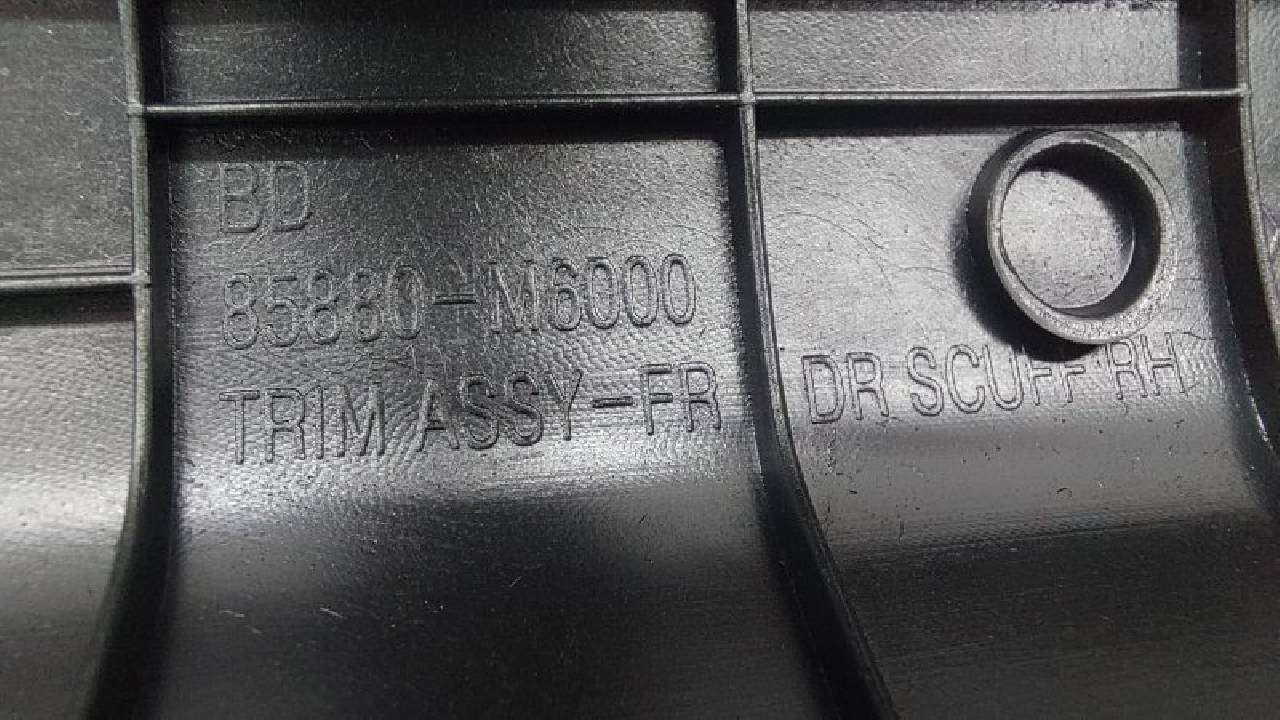 BD
85880-M6000
TRIM ASSY-FR DR SCUFF RH